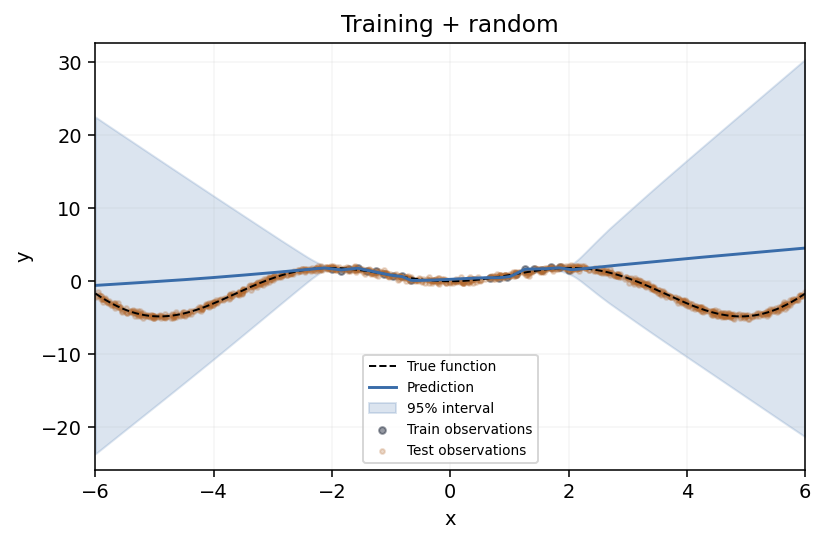 Training + random
30
20
10
0
−10
−20
y
−6
−4
−2
0
2
4
6
x
True function
Prediction
95% interval
Train observations
Test observations